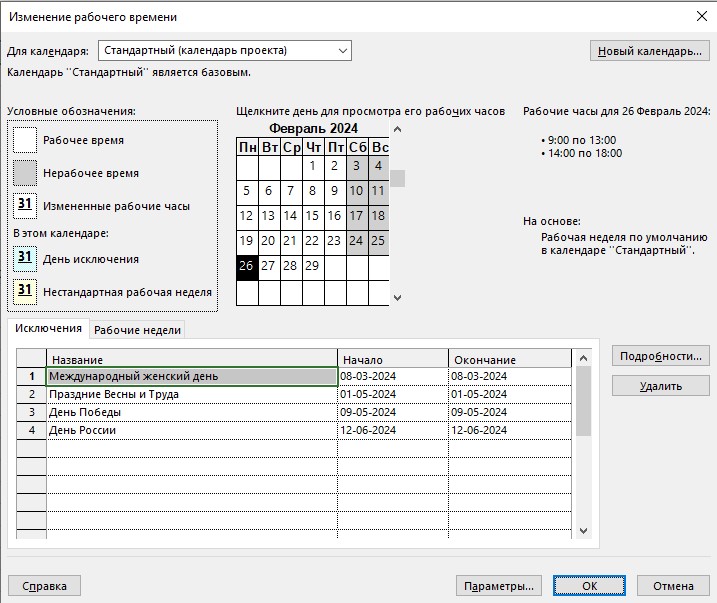 Изменение рабочего времени
Для календаря: Стандартный (календарь проекта) Новый календарь...
Календарь "Стандартный" является базовым.
Условные обозначения:
Рабочее время
Нерабочее время
31 Измененные рабочие часы
В этом календаре:
31 День исключения
31 Нестандартная рабочая неделя
Щелкните день для просмотра его рабочих часов
Февраль 2024
Пн Вт Ср Чт Пт Сб Вс
1 2 3 4
5 6 7 8 9 10 11
12 13 14 15 16 17 18
19 20 21 22 23 24 25
26 27 28 29
Рабочие часы для 26 Февраль 2024:
• 9:00 по 13:00
• 14:00 по 18:00
На основе:
Рабочая неделя по умолчанию
в календаре "Стандартный".
Исключения Рабочие недели
Название Начало Окончание
1 Международный женский день 08-03-2024 08-03-2024
2 Праздние Весны и Труда 01-05-2024 01-05-2024
3 День Победы 09-05-2024 09-05-2024
4 День России 12-06-2024 12-06-2024
Подробности...
Удалить
Справка Параметры... ОК Отмена